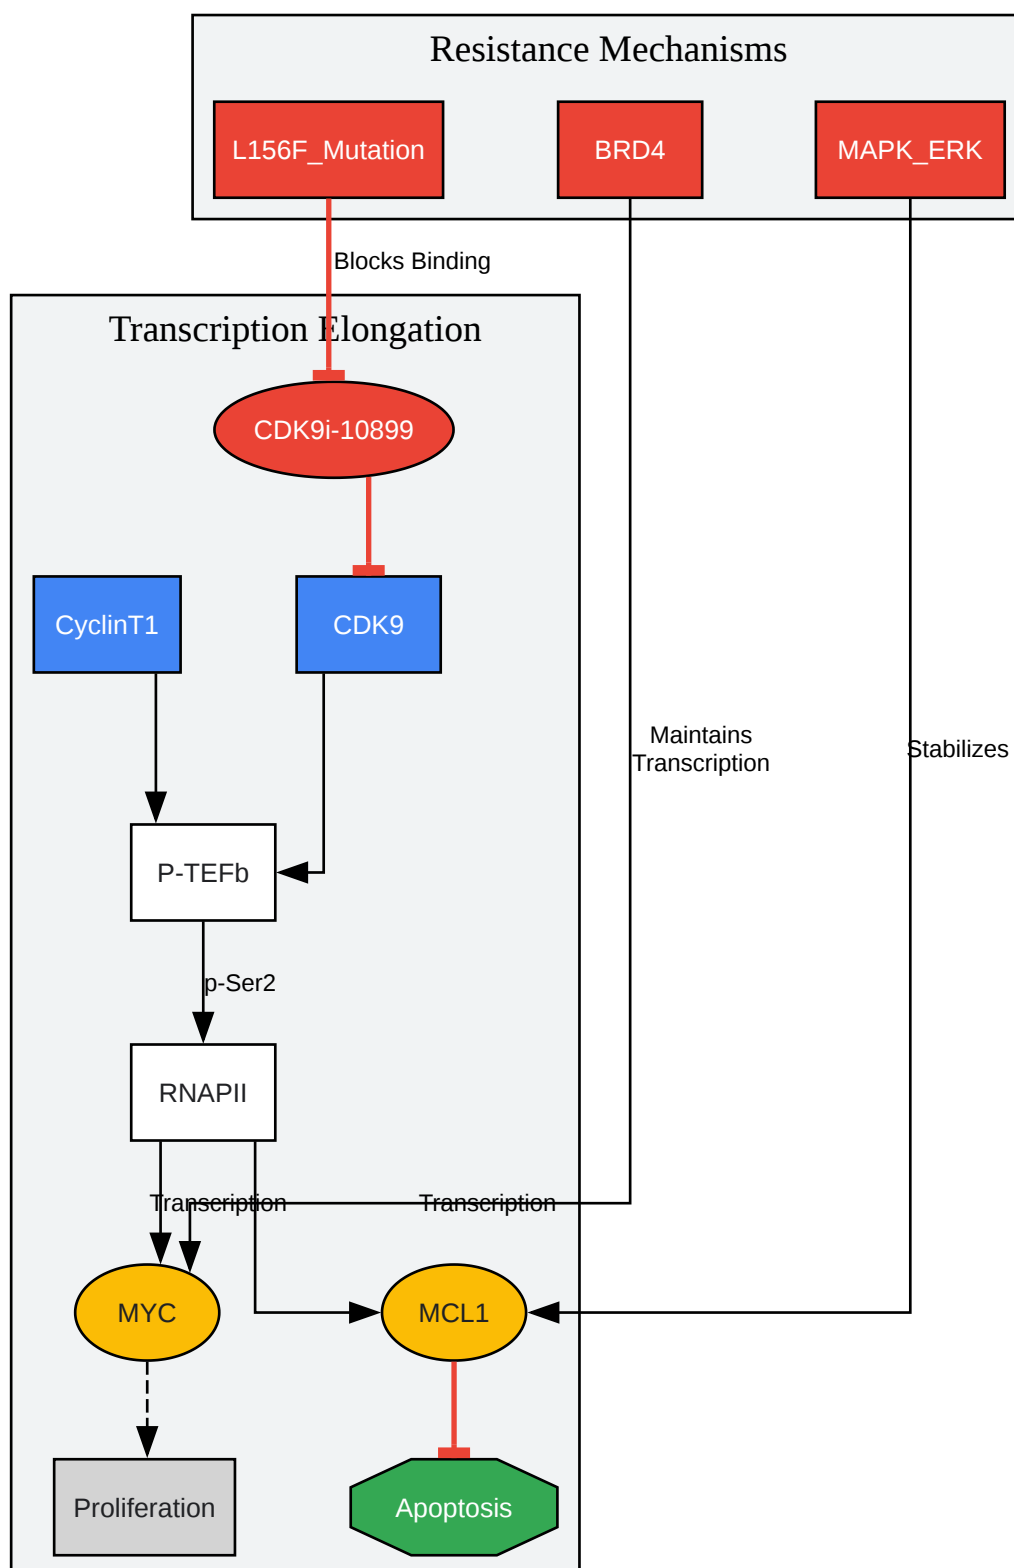 Resistance Mechanisms
L156F_Mutation
BRD4
MAPK_ERK
Blocks Binding
Transcription Elongation
CDK9i-10899
CyclinT1
CDK9
Maintains
Transcription
Stabilizes
P-TEFb
p-Ser2
RNAPII
Transcription
Transcription
MYC
MCL1
Proliferation
Apoptosis